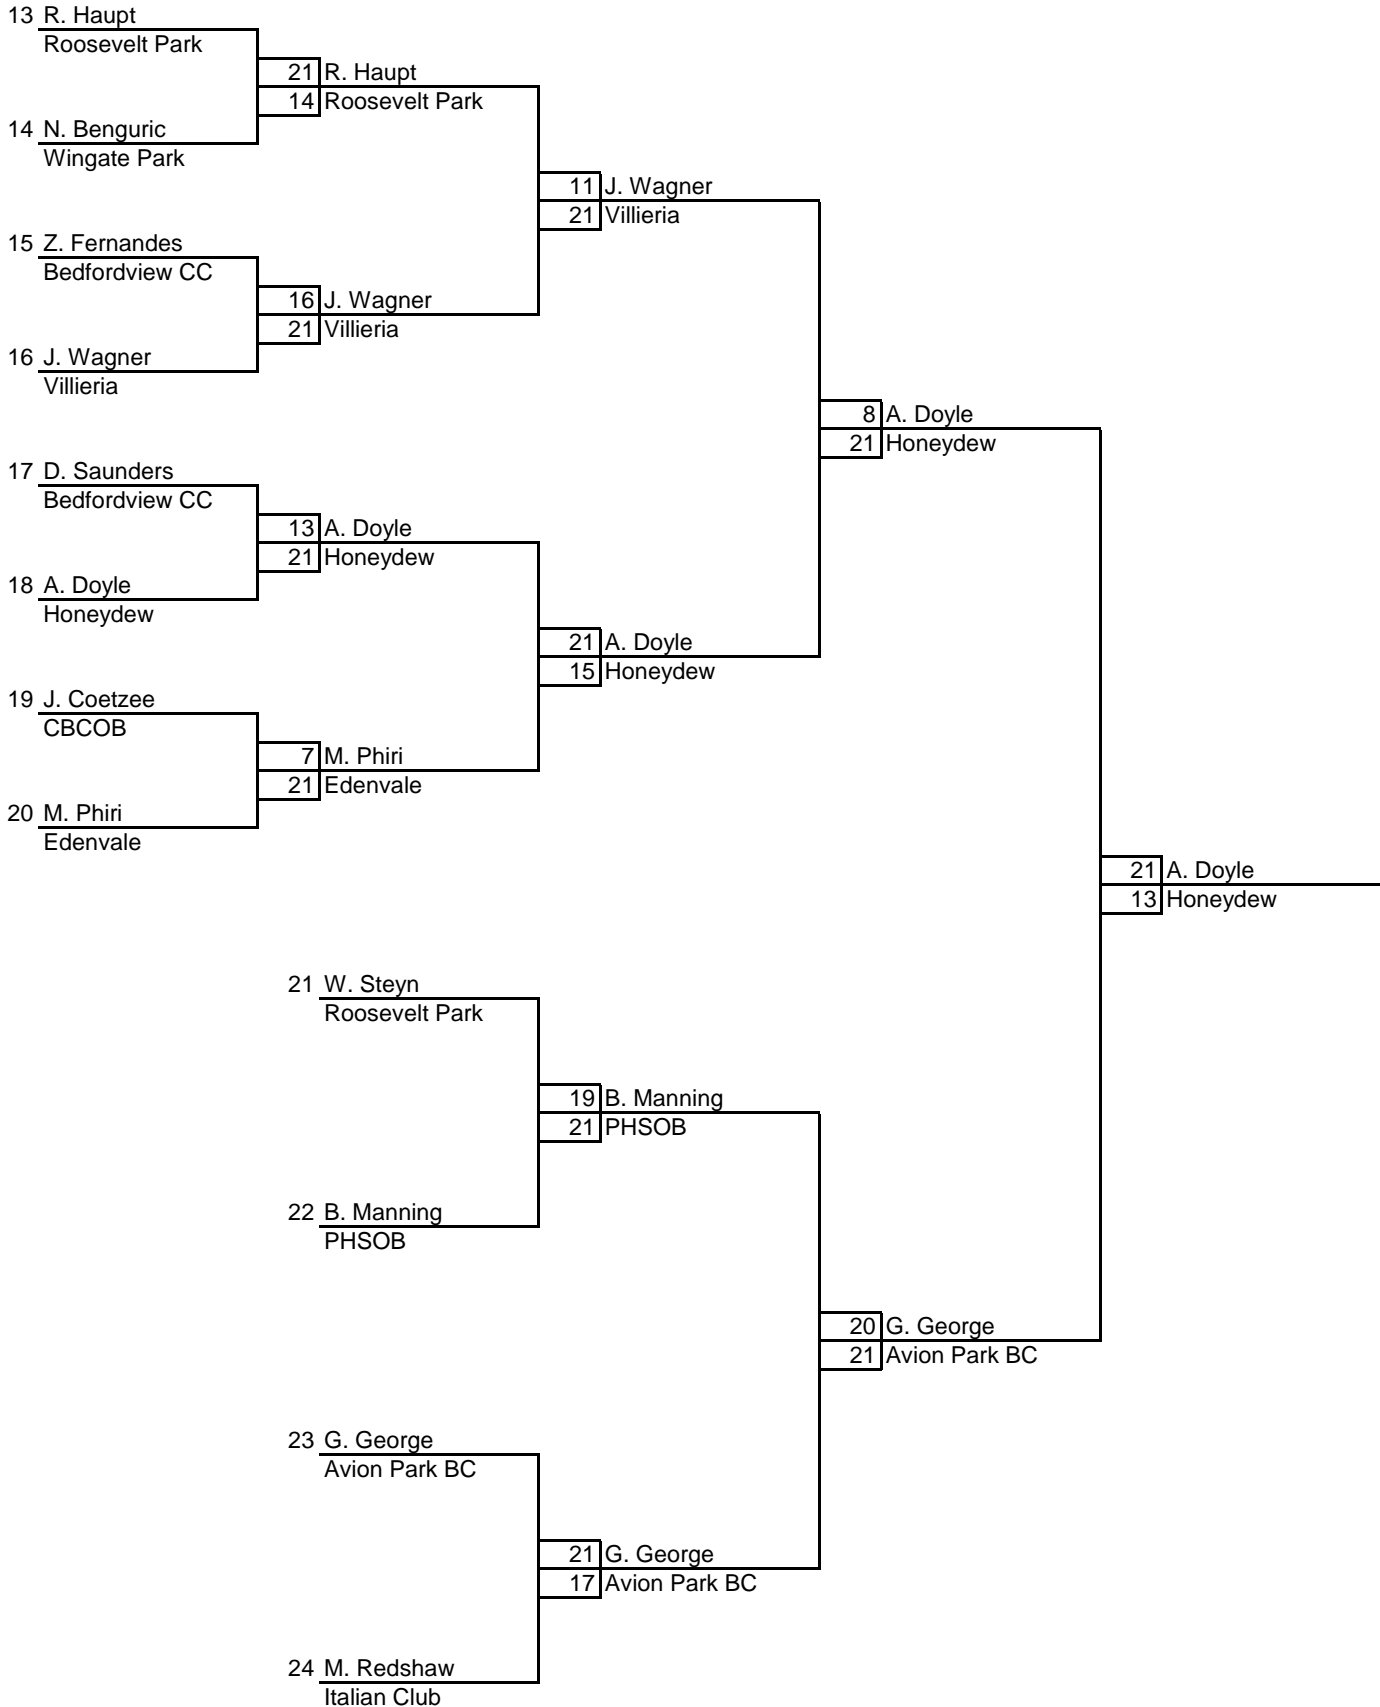 13 R. Haupt
Roosevelt Park
21 R. Haupt
14 Roosevelt Park
14 N. Benguric
Wingate Park
11 J. Wagner
21 Villieria
15 Z. Fernandes
Bedfordview CC
16 J. Wagner
21 Villieria
16 J. Wagner
Villieria
8 A. Doyle
21 Honeydew
17 D. Saunders
Bedfordview CC
13 A. Doyle
21 Honeydew
18 A. Doyle
Honeydew
21 A. Doyle
15 Honeydew
19 J. Coetzee
CBCOB
7 M. Phiri
21 Edenvale
20 M. Phiri
Edenvale
21 A. Doyle
13 Honeydew
21 W. Steyn
Roosevelt Park
19 B. Manning
21 PHSOB
22 B. Manning
PHSOB
20 G. George
21 Avion Park BC
23 G. George
Avion Park BC
21 G. George
17 Avion Park BC
24 M. Redshaw
Italian Club